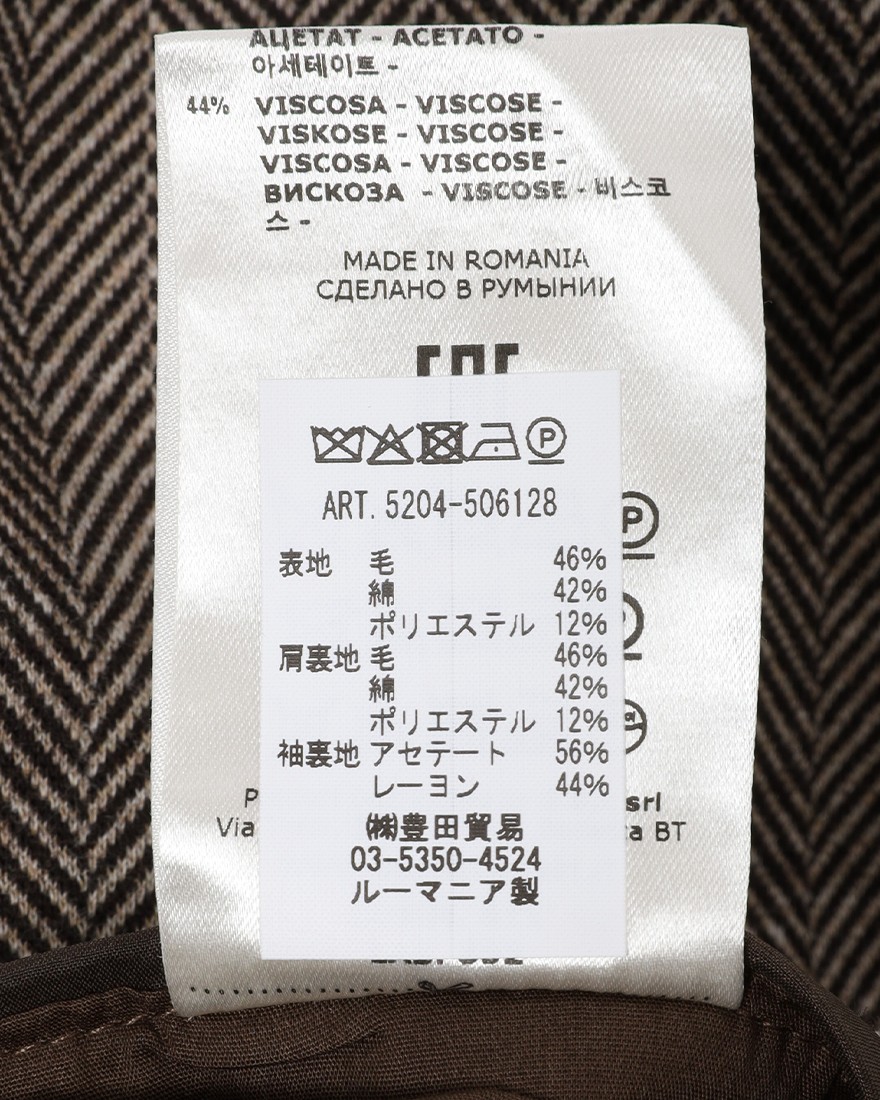 АЦЕТАТ - ACETATO -
아세테이트 -
44% VISCOSA - VISCOSE -
VISKOSE - VISCOSE -
VISCOSA - VISCOSE -
ВИСКОЗА - VISCOSE - 비스코
스 -
MADE IN ROMANIA
СДЕЛАНО В РУМЫНИИ
P
ART. 5204-506128
P
表地 毛 46%
綿 42%
ポリエステル 12%
肩裏地 毛 46%
綿 42%
ポリエステル 12%
袖裏地 アセテート 56%
レーヨン 44%
srl
Via
BT
㈱豊田貿易
03-5350-4524
ルーマニア製